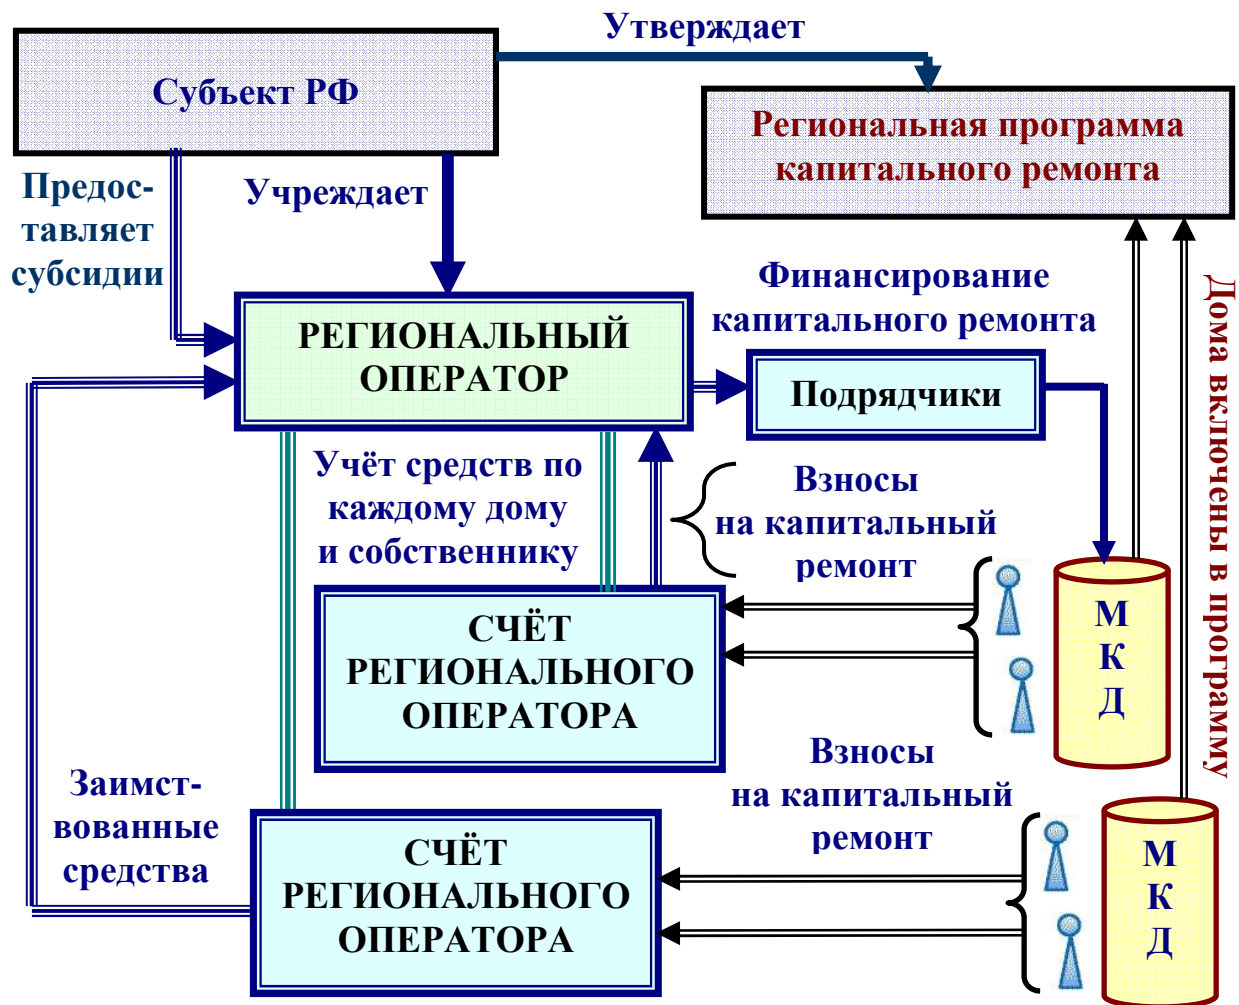 Утверждает
Субъект РФ
Региональная программа
капитального ремонта
Предос-
тавляет
субсидии
Учреждает
Финансирование
капитального ремонта
РЕГИОНАЛЬНЫЙ
ОПЕРАТОР
Подрядчики
Дома включены в программу
Учёт средств по
каждому дому
и собственнику
Взносы
на капитальный
ремонт
СЧЁТ
РЕГИОНАЛЬНОГО
ОПЕРАТОРА
М
К
Д
Заимст-
вованные
средства
Взносы
на капитальный
ремонт
СЧЁТ
РЕГИОНАЛЬНОГО
ОПЕРАТОРА
М
К
Д